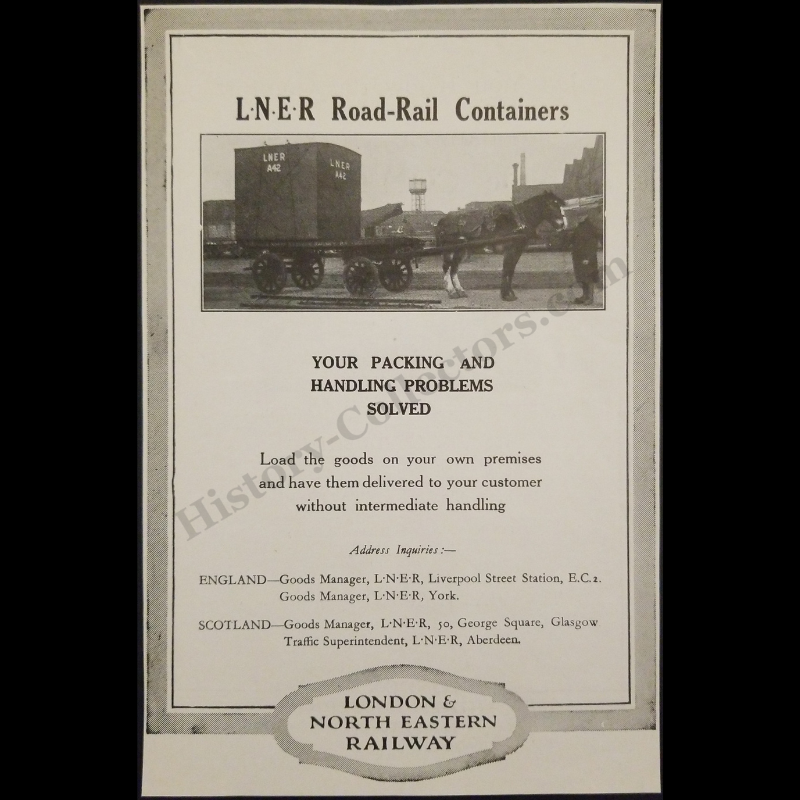 L·N·E·R Road-Rail Containers
LNER
A42
LNER
A42
YOUR PACKING AND
HANDLING PROBLEMS
SOLVED
Load the goods on your own premises
and have them delivered to your customer
without intermediate handling
Address Inquiries:—
ENGLAND—Goods Manager, L·N·E·R, Liverpool Street Station, E.C.2.
Goods Manager, L·N·E·R, York.
SCOTLAND—Goods Manager, L·N·E·R, 50, George Square, Glasgow
Traffic Superintendent, L·N·E·R, Aberdeen.
LONDON &
NORTH EASTERN
RAILWAY
History-Collectors.com